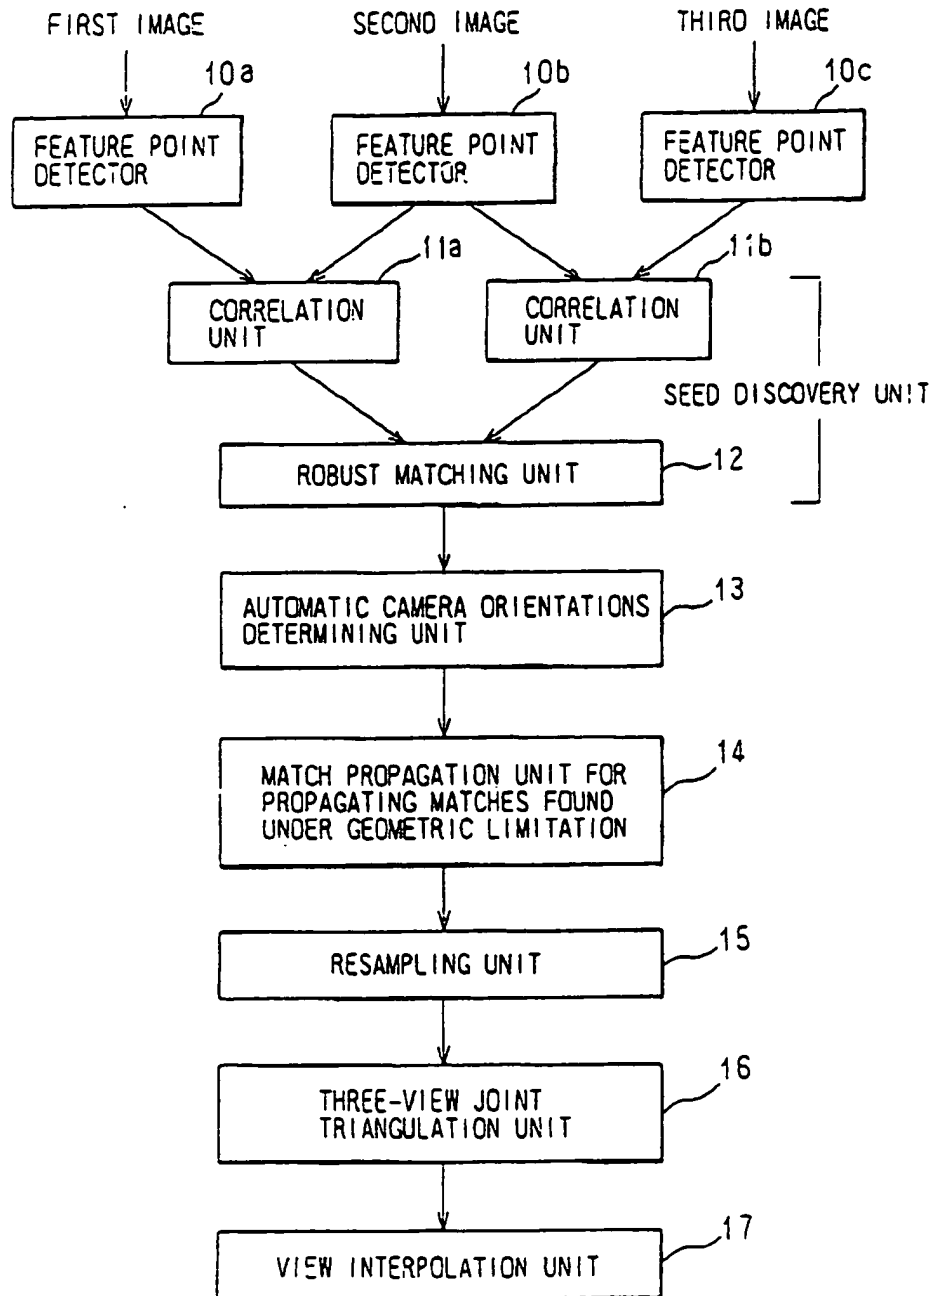 FIRST IMAGE
SECOND IMAGE
THIRD IMAGE
10a
10b
10c
FEATURE POINT
DETECTOR
FEATURE POINT
DETECTOR
FEATURE POINT
DETECTOR
11a
11b
CORRELATION
UNIT
CORRELATION
UNIT
SEED DISCOVERY UNIT
ROBUST MATCHING UNIT
12
AUTOMATIC CAMERA ORIENTATIONS
DETERMINING UNIT
13
MATCH PROPAGATION UNIT FOR
PROPAGATING MATCHES FOUND
UNDER GEOMETRIC LIMITATION
14
RESAMPLING UNIT
15
THREE-VIEW JOINT
TRIANGULATION UNIT
16
VIEW INTERPOLATION UNIT
17